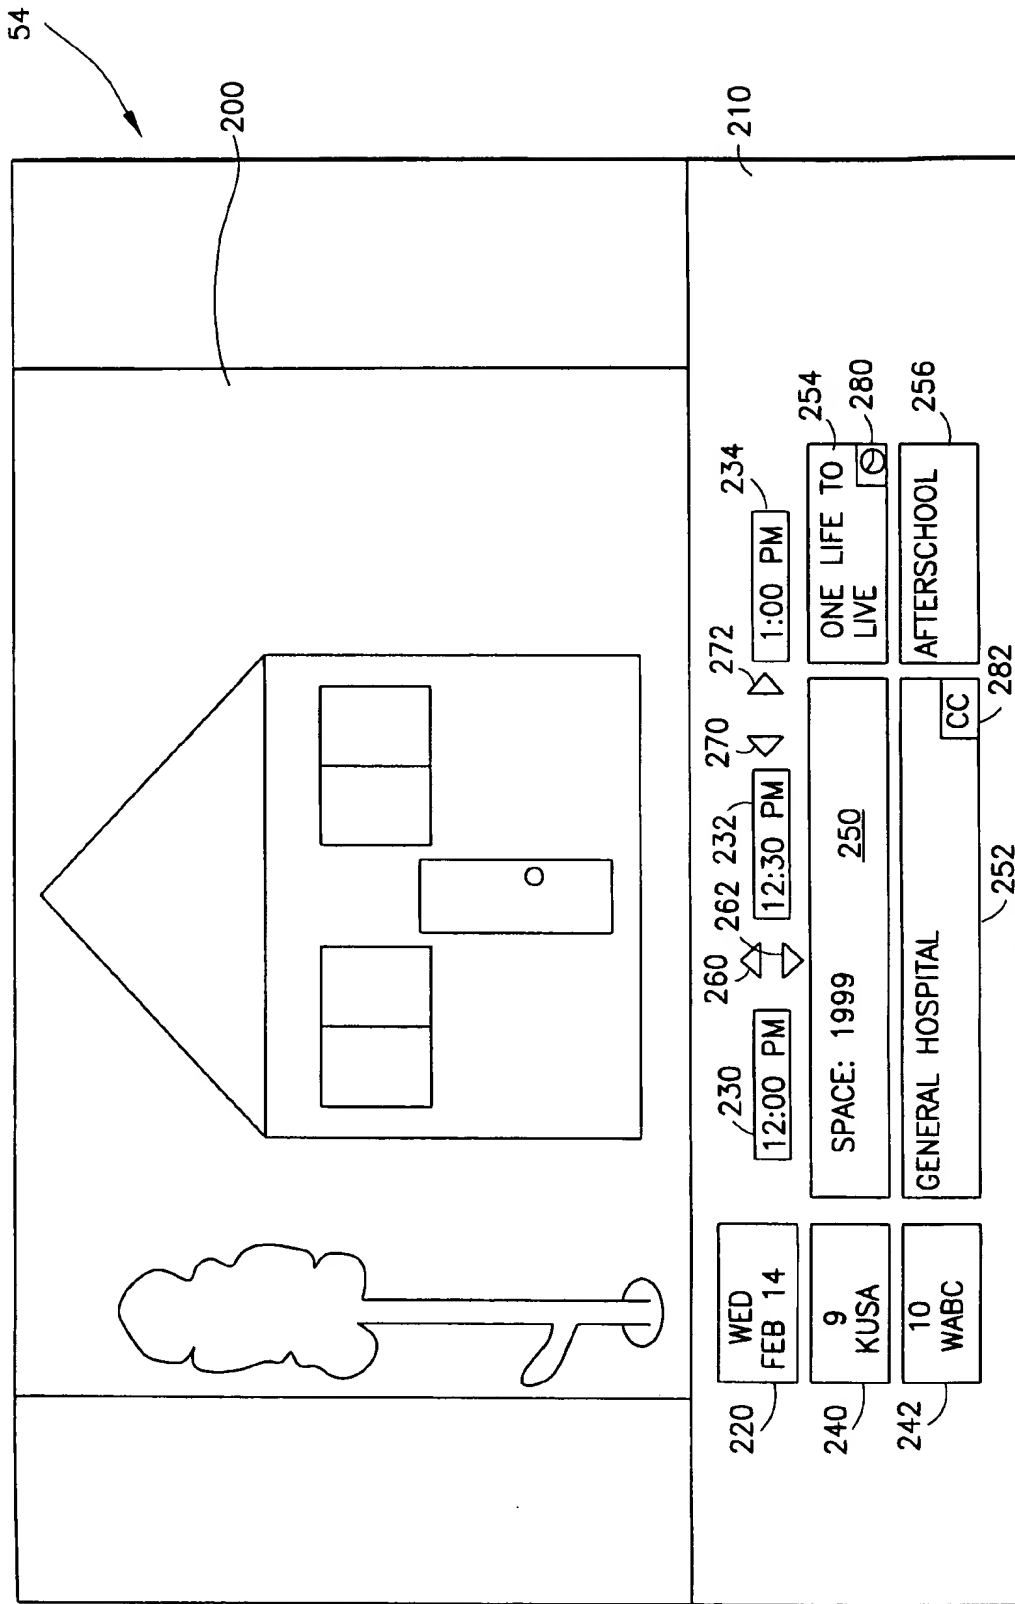 54
200
210
230
260
262
232
270
272
234
WED
FEB 14
12:00 PM
12:30 PM
1:00 PM
220
9
KUSA
SPACE: 1999
250
ONE LIFE TO
LIVE
254
280
240
10
WABC
GENERAL HOSPITAL
CC
AFTERSCHOOL
256
242
252
282